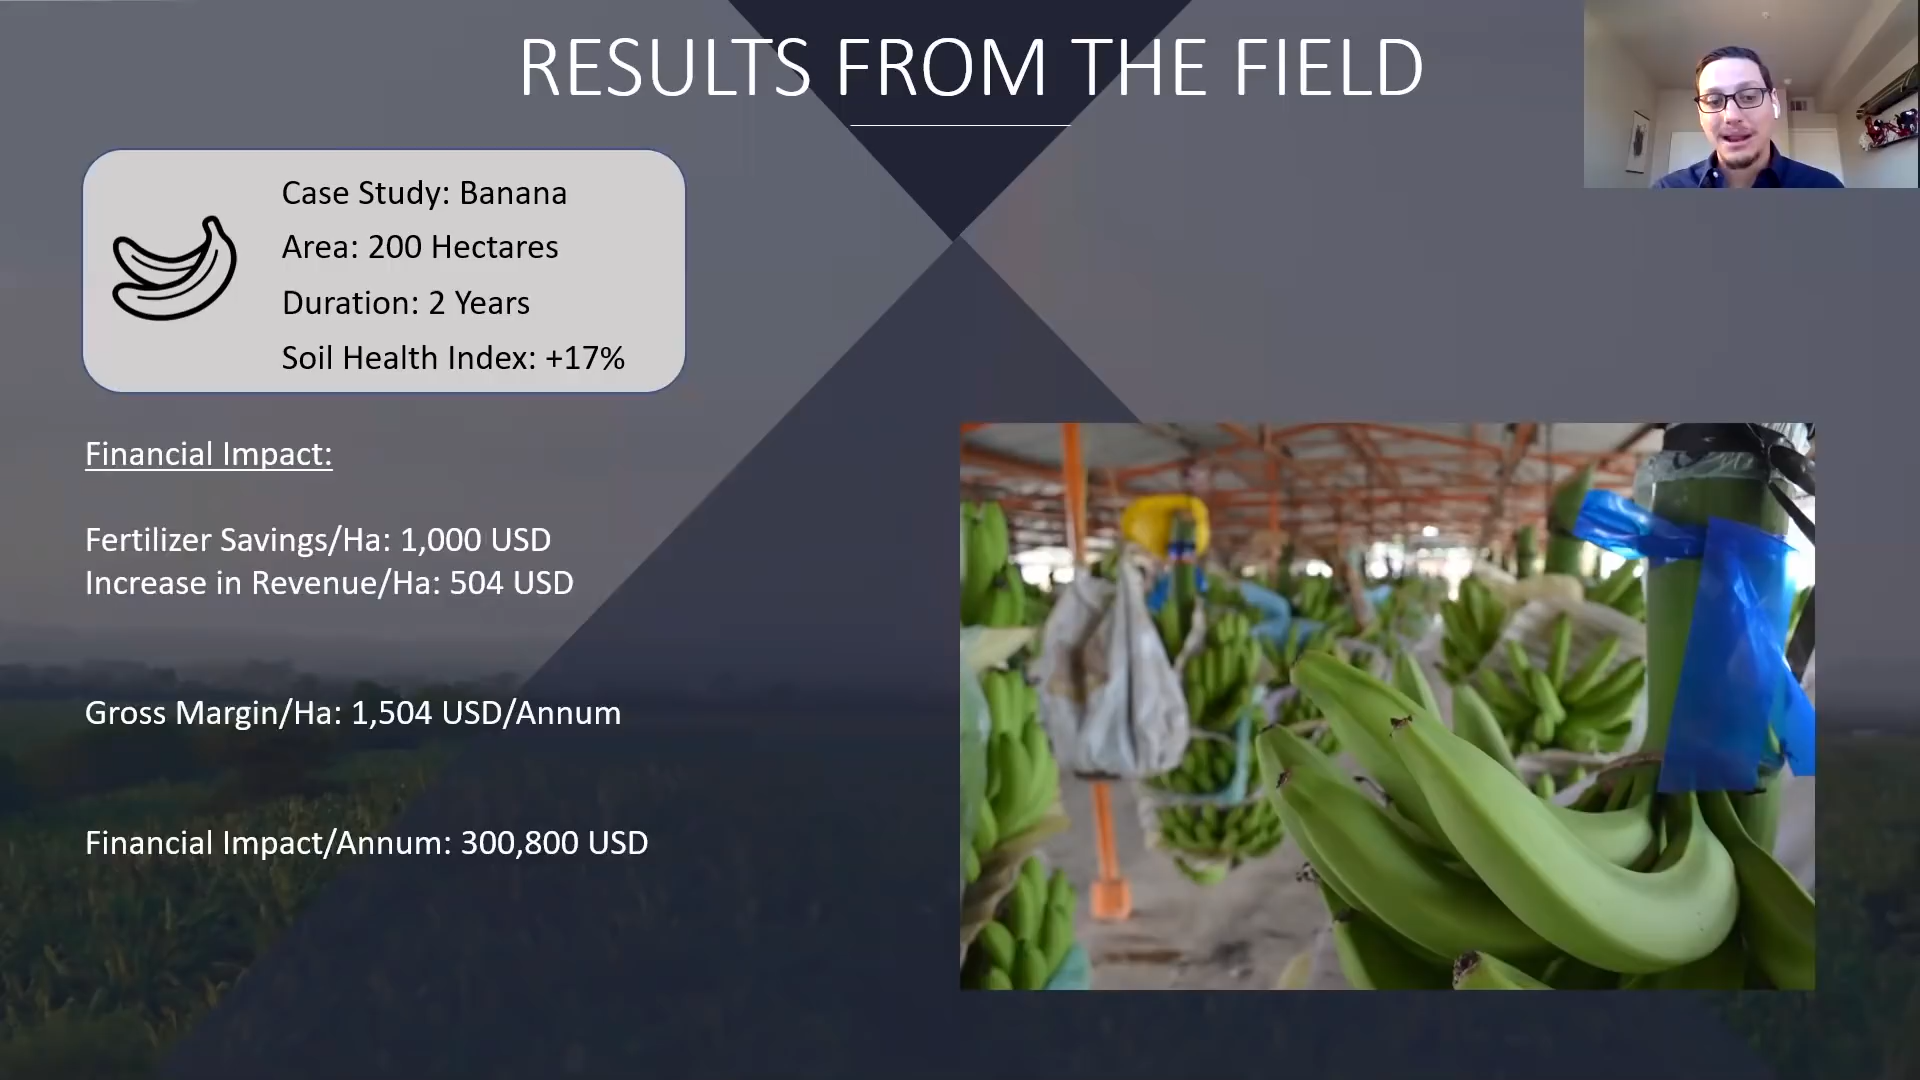 RESULTS FROM THE FIELD
Case Study: Banana
Area: 200 Hectares
Duration: 2 Years
Soil Health Index: +17%
Financial Impact:
Fertilizer Savings/Ha: 1,000 USD
Increase in Revenue/Ha: 504 USD
Gross Margin/Ha: 1,504 USD/Annum
Financial Impact/Annum: 300,800 USD